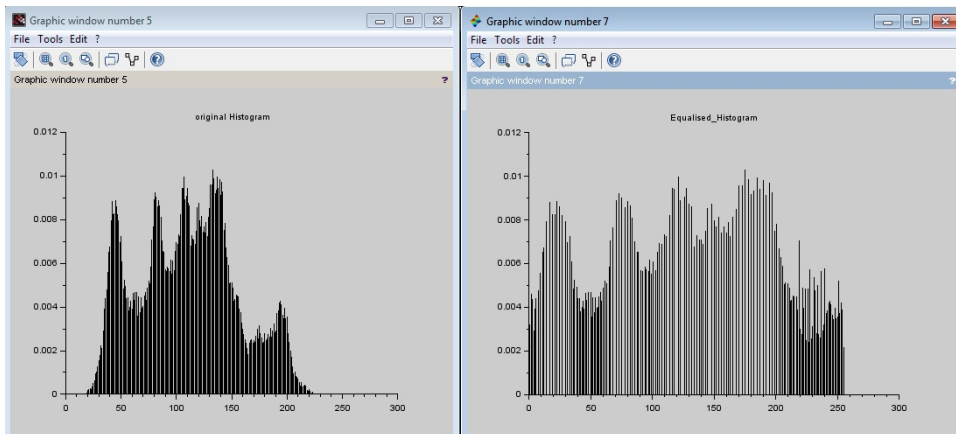 Graphic window number 5
File Tools Edit ?
Graphic window number 5 ?
original Histogram
0.012
0.01
0.008
0.006
0.004
0.002
0
0 50 100 150 200 250 300
Graphic window number 7
File Tools Edit ?
Graphic window number 7 ?
Equalised_Histogram
0.012
0.01
0.008
0.006
0.004
0.002
0
0 50 100 150 200 250 300